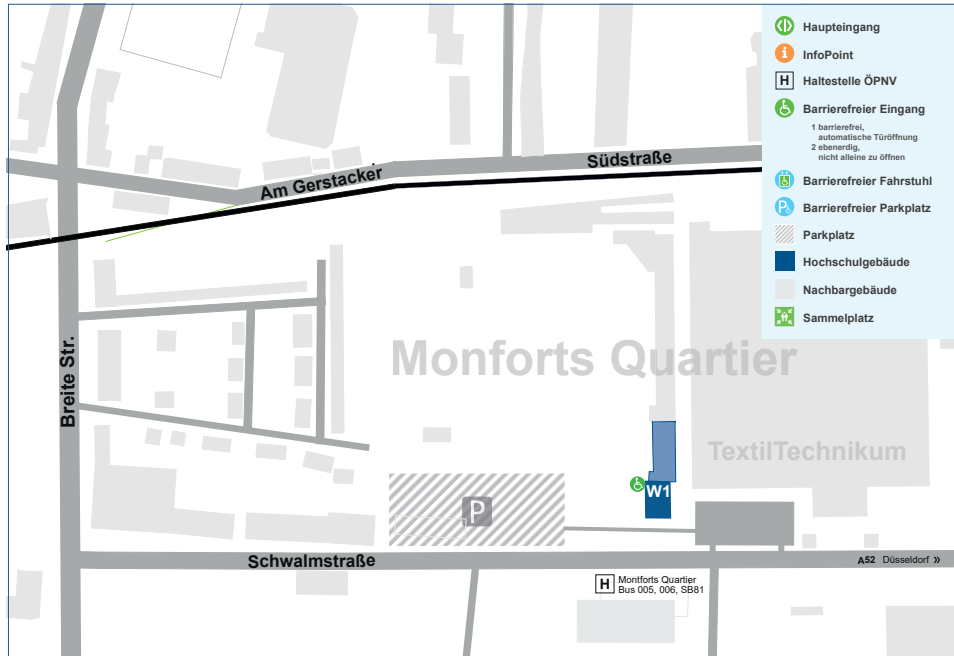 Haupteingang
InfoPoint
H Haltestelle ÖPNV
Barrierefreier Eingang
1 barrierfrei,
automatische Türöffnung
2 ebenerdig,
nicht alleine zu öffnen
Barrierefreier Fahrstuhl
P Barrierefreier Parkplatz
Parkplatz
Hochschulgebäude
Nachbargebäude
Sammelplatz
Südstraße
Am Gerstacker
Breite Str.
Monforts Quartier
TextilTechnikum
W1
P
Schwalmstraße
A52 Düsseldorf »
H Montforts Quartier
Bus 005, 006, SB81